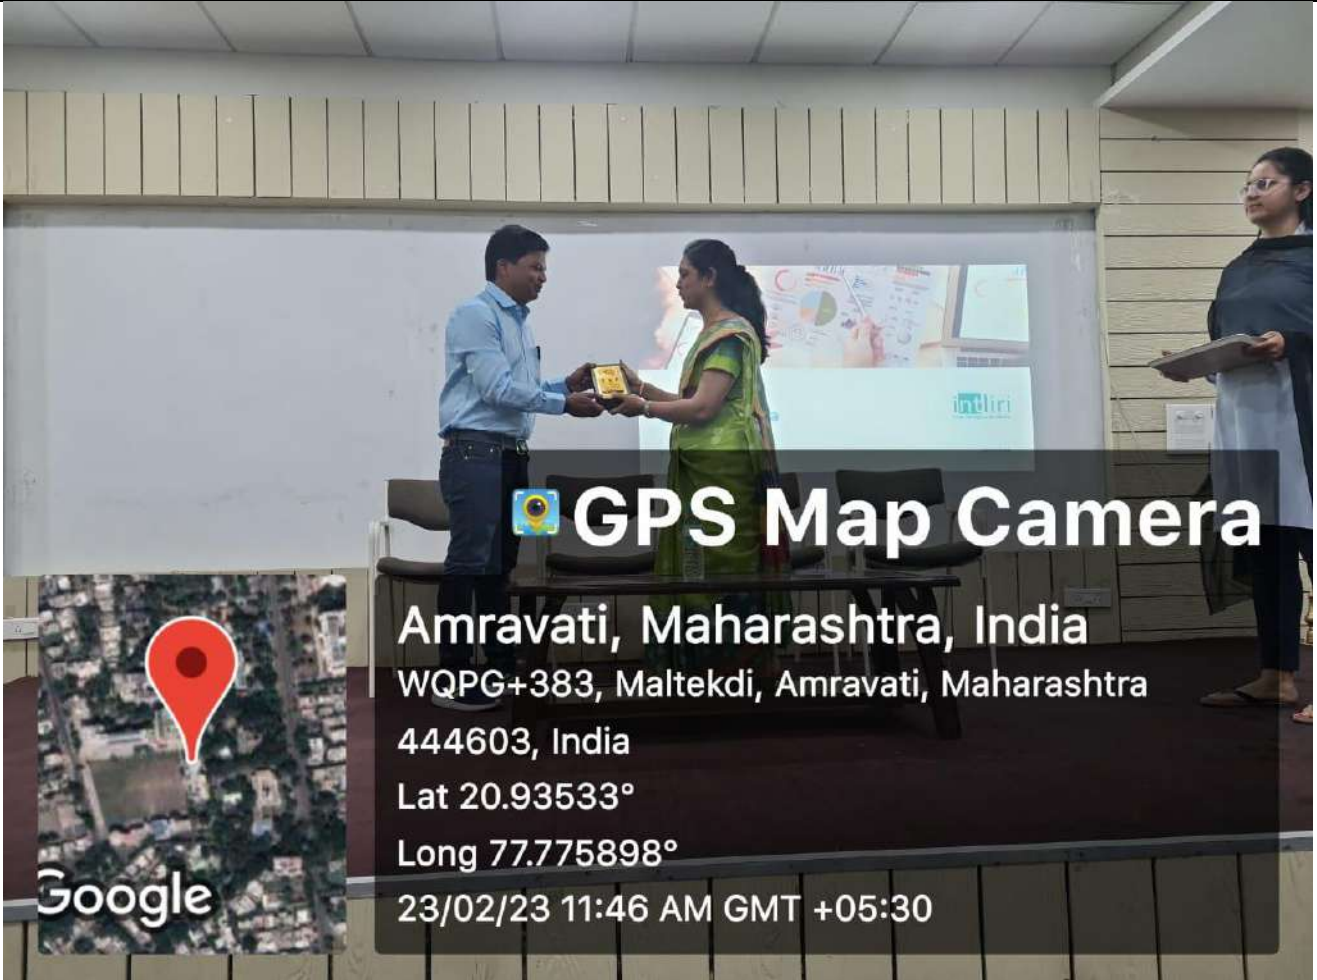 intliri
GPS Map Camera
Amravati, Maharashtra, India
WQPG+383, Maltekdi, Amravati, Maharashtra
444603, India
Lat 20.93533°
Long 77.775898°
23/02/23 11:46 AM GMT +05:30
Google